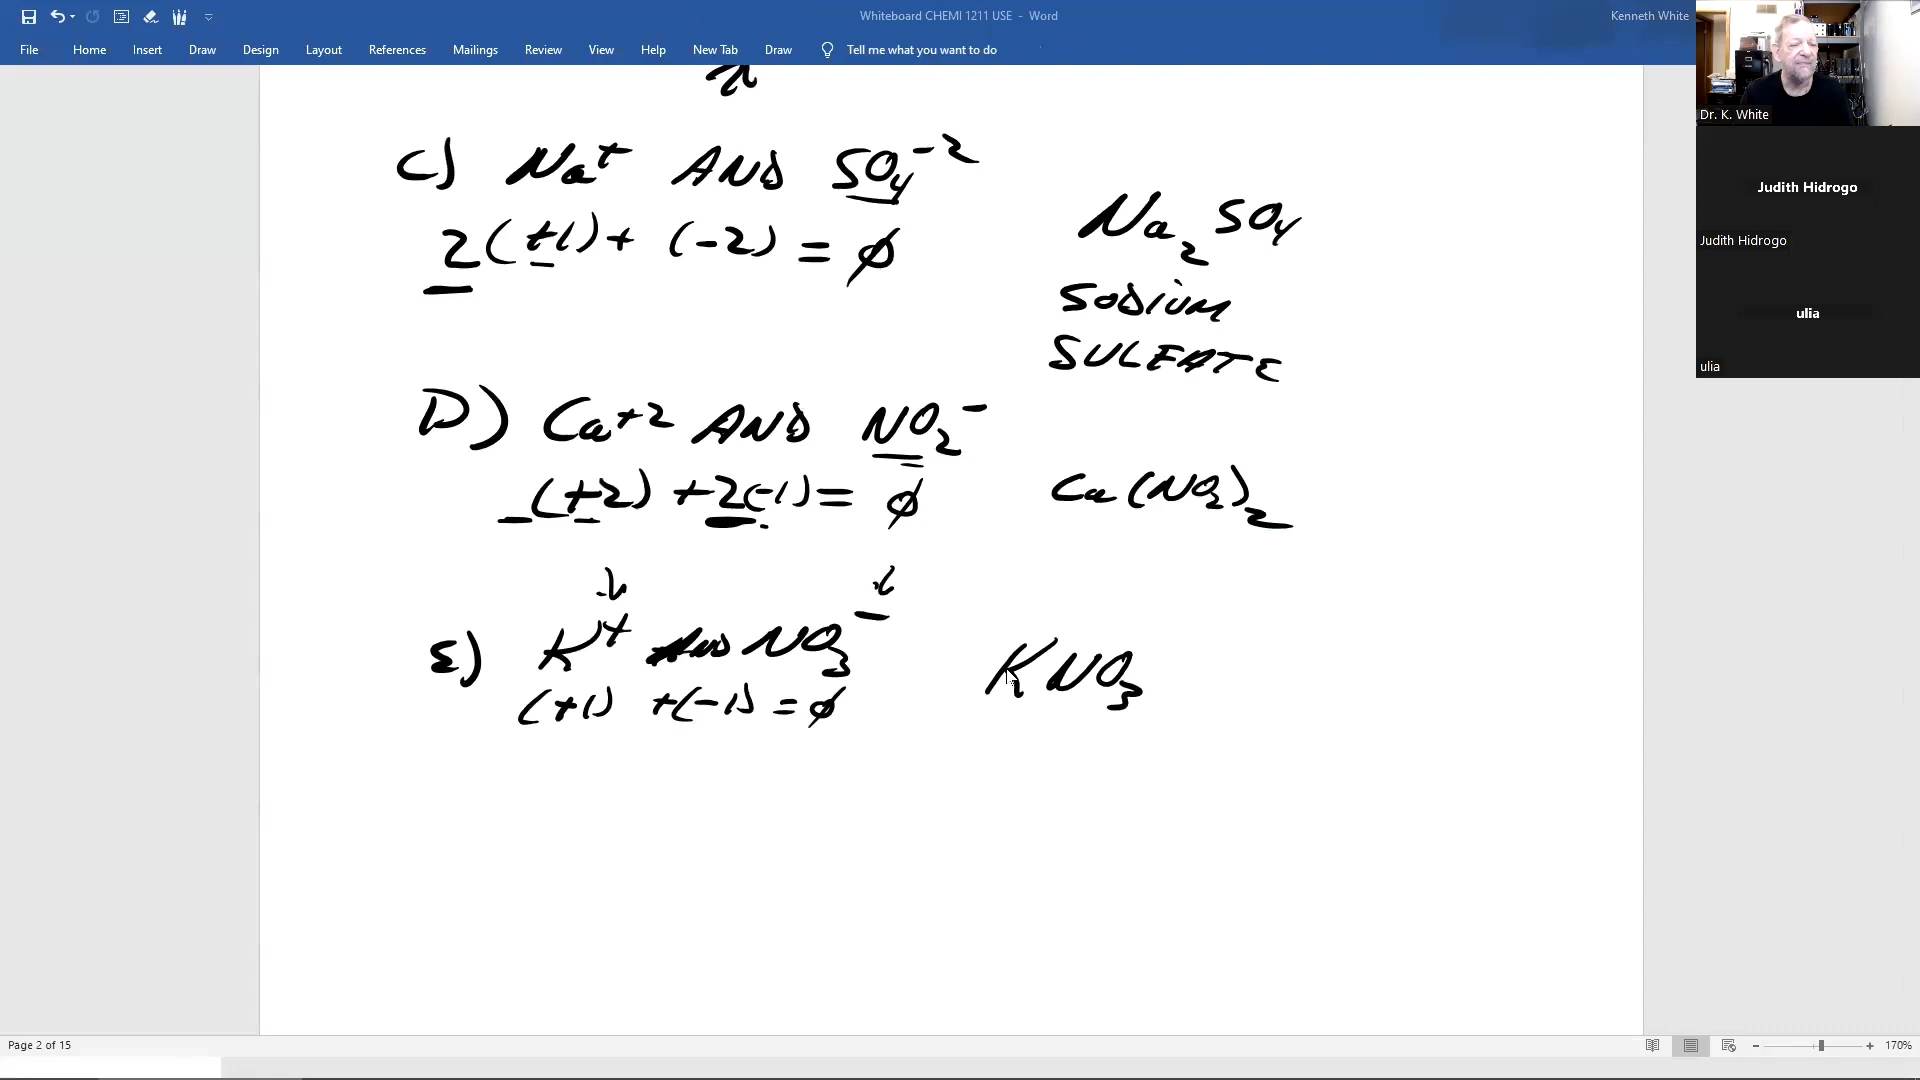 Whiteboard CHEMI 1211 USE - Word
Kenneth White
File Home Insert Draw Design Layout References Mailings Review View Help New Tab Draw Tell me what you want to do
Dr. K. White
Judith Hidrogo
Judith Hidrogo
ulia
ulia
C) Na⁺ AND SO₄⁻²
2(+1) + (-2) = ∅
Na₂SO₄
SODIUM
SULFATE
D) Ca⁺² AND NO₂⁻
(+2) + 2(-1) = ∅
Ca(NO₂)₂
E) K⁺ AND NO₃⁻
(+1) + (-1) = ∅
KNO₃
Page 2 of 15
170%